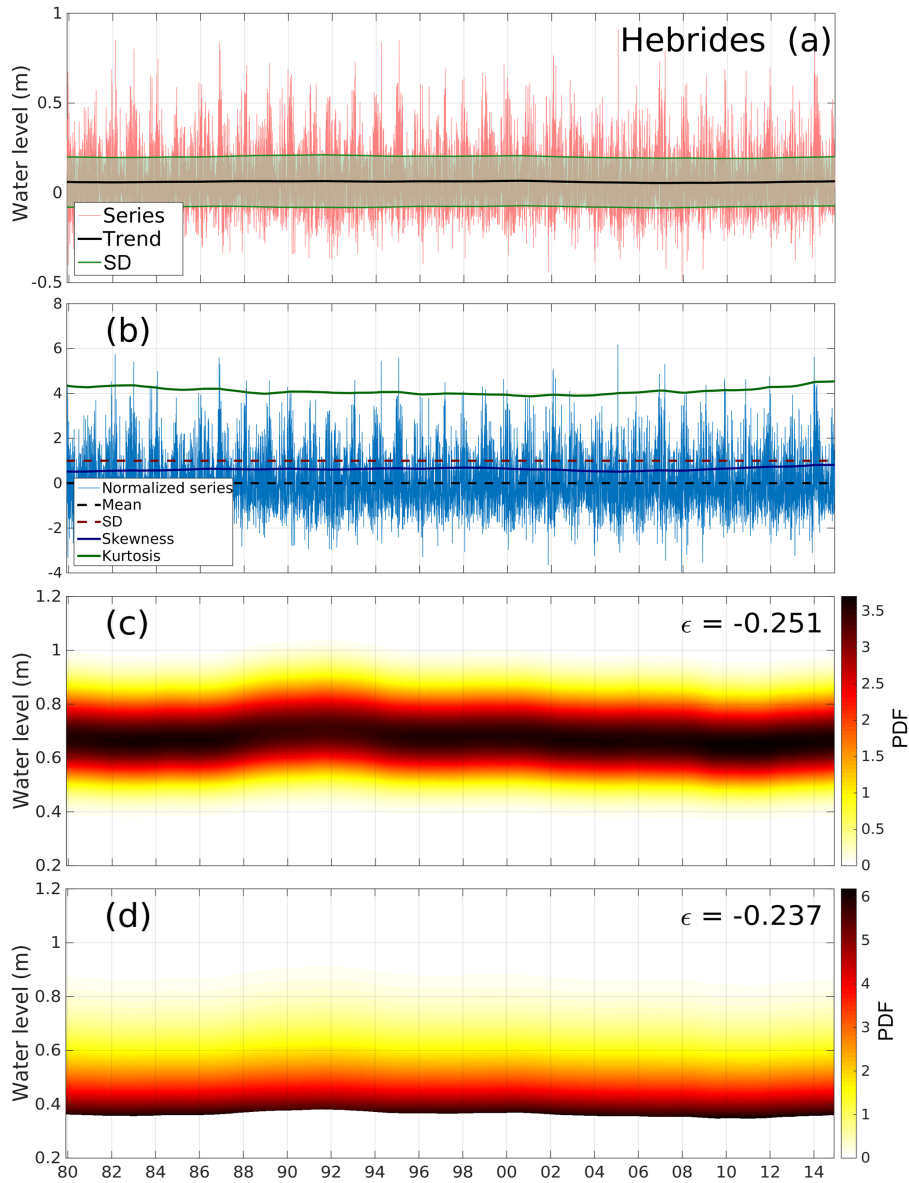 Hebrides (a)
Water level (m)
1
0.5
0
-0.5
Series
Trend
SD
(b)
8
6
4
2
0
-2
-4
Normalized series
Mean
SD
Skewness
Kurtosis
(c)
ϵ = -0.251
Water level (m)
1.2
1
0.8
0.6
0.4
0.2
3.5
3
2.5
2
1.5
1
0.5
0
PDF
(d)
ϵ = -0.237
Water level (m)
1.2
1
0.8
0.6
0.4
0.2
6
5
4
3
2
1
0
PDF
80 82 84 86 88 90 92 94 96 98 00 02 04 06 08 10 12 14